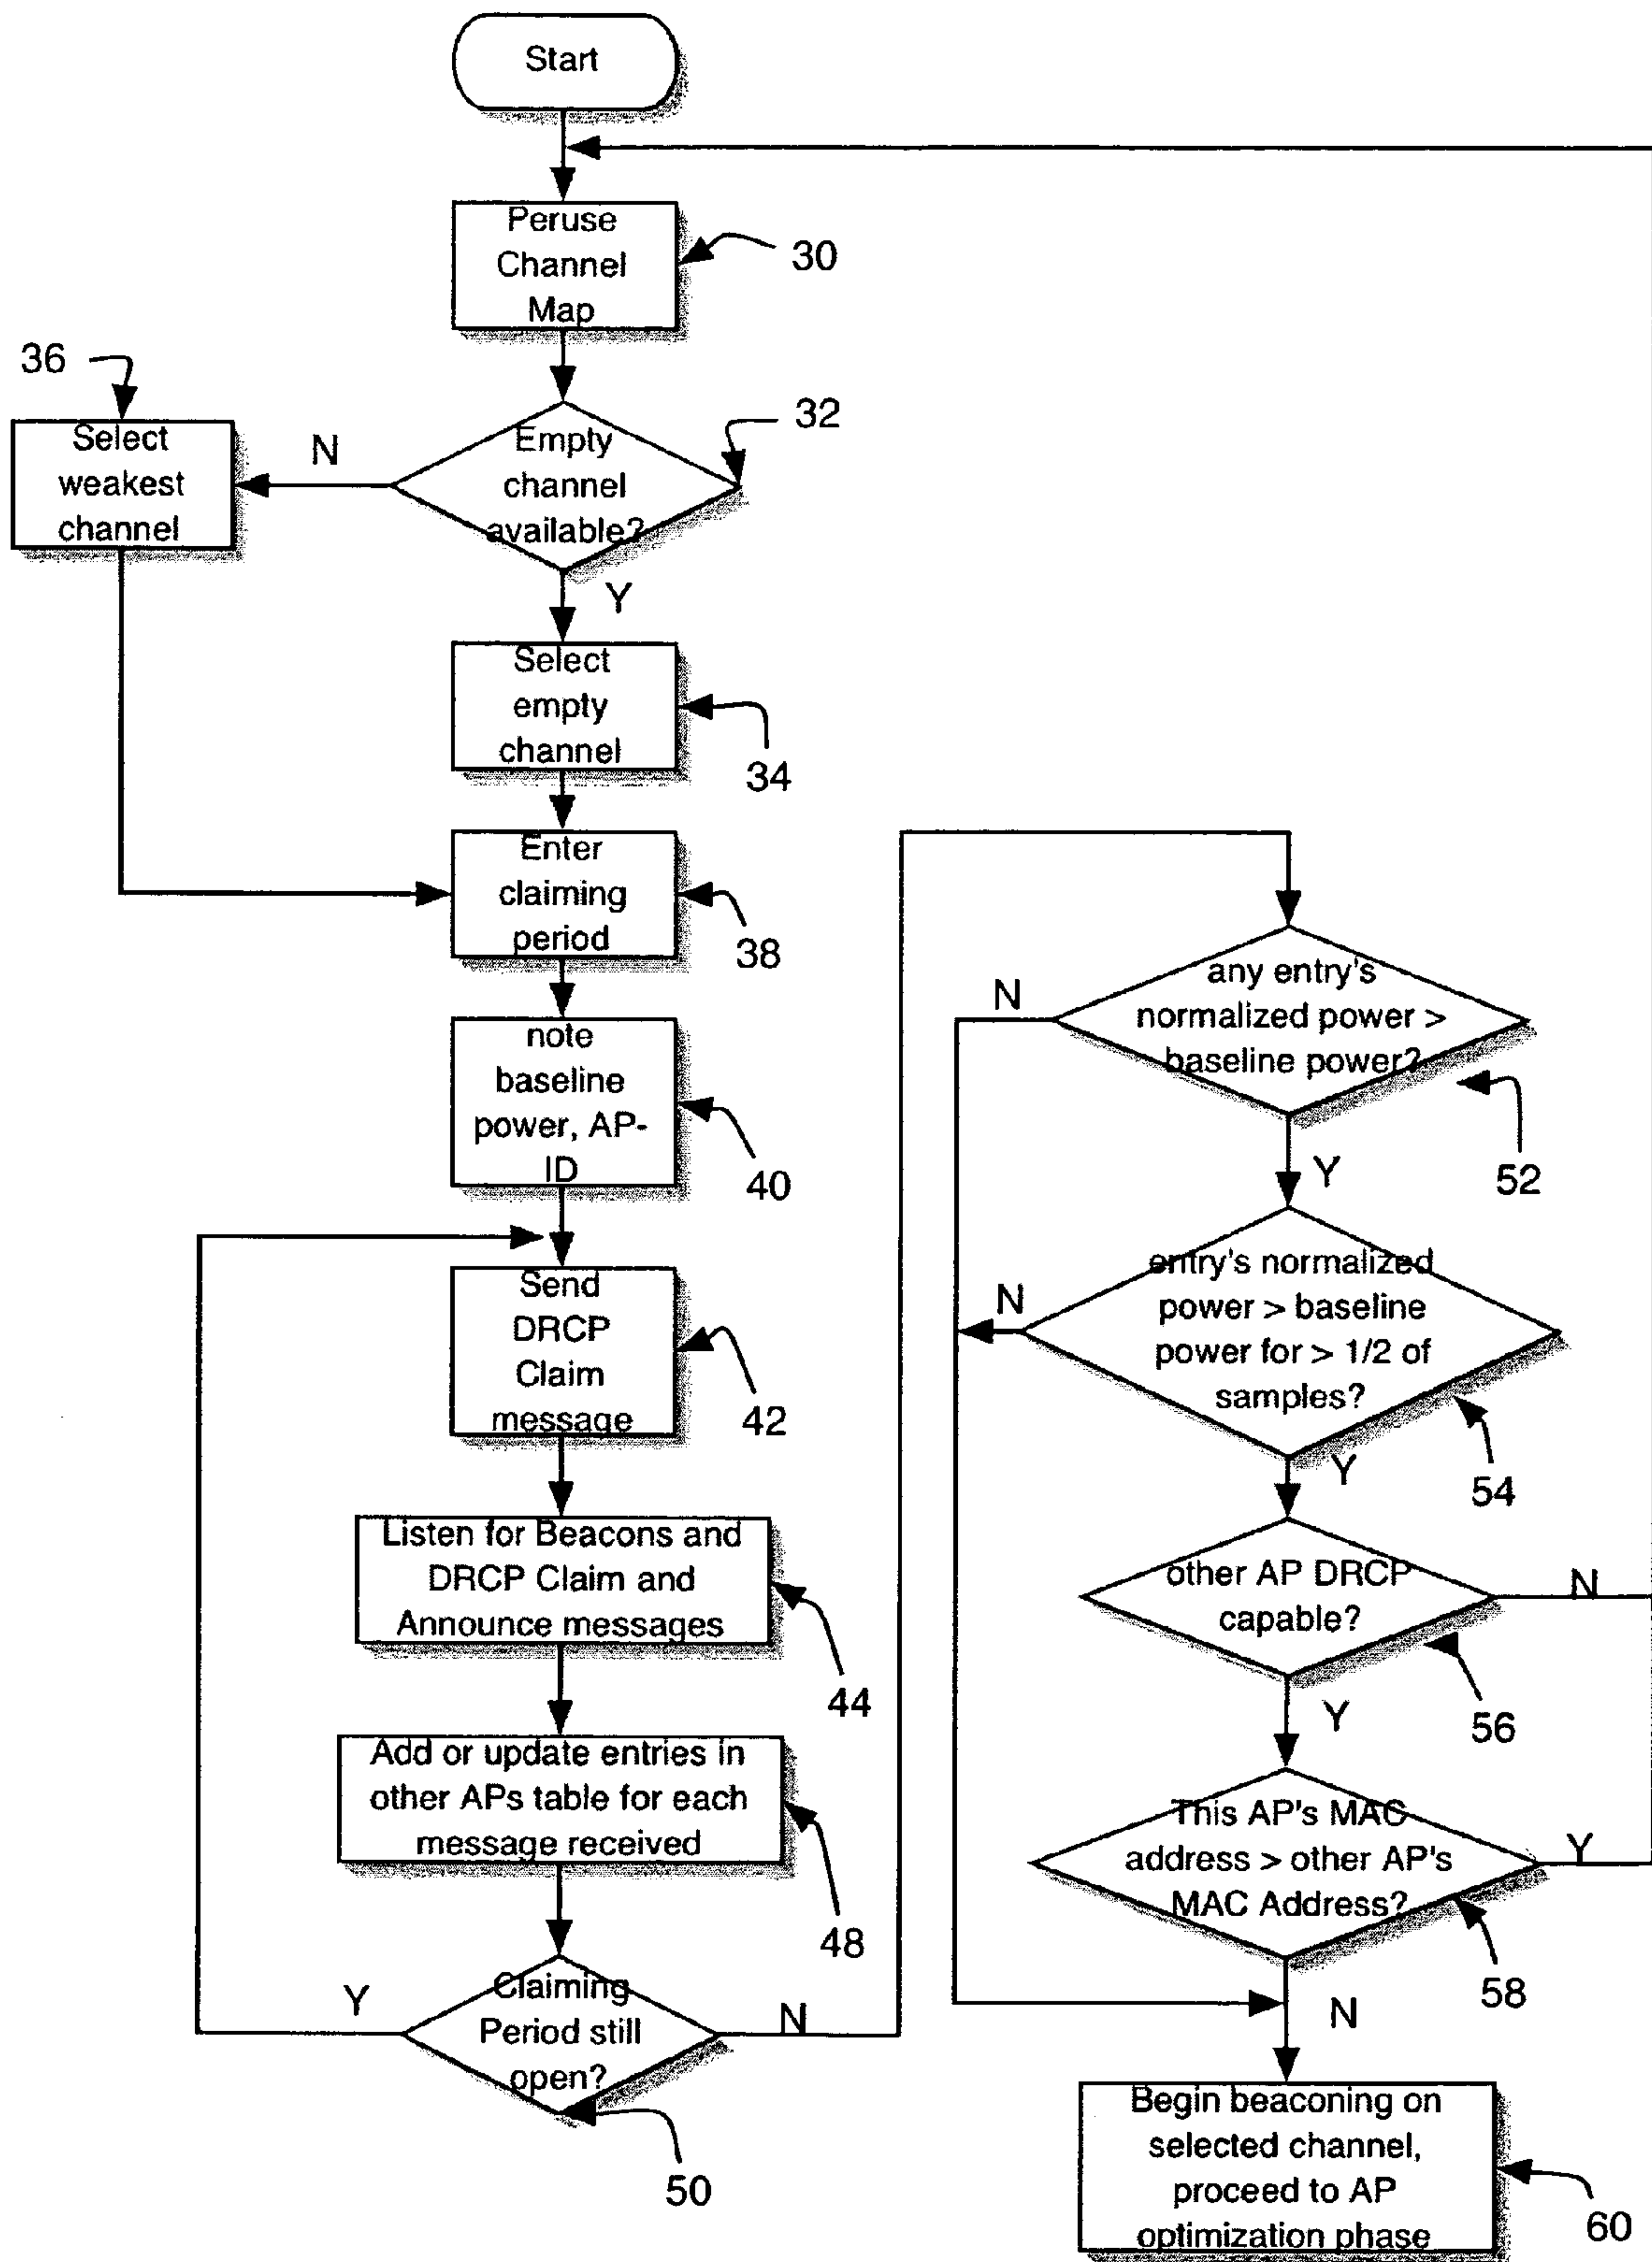 Start
Peruse
Channel
Map
30
36
Select
weakest
channel
N
Empty
channel
available?
32
Y
Select
empty
channel
34
Enter
claiming
period
38
note
baseline
power, AP-
ID
40
Send
DRCP
Claim
message
42
Listen for Beacons and
DRCP Claim and
Announce messages
44
Add or update entries in
other APs table for each
message received
48
Y
Claiming
Period still
open?
N
50
N
any entry's
normalized power >
baseline power?
52
Y
N
entry's normalized
power > baseline
power for > 1/2 of
samples?
54
Y
other AP DRCP
capable?
N
56
Y
This AP's MAC
address > other AP's
MAC Address?
Y
58
N
Begin beaconing on
selected channel,
proceed to AP
optimization phase
60